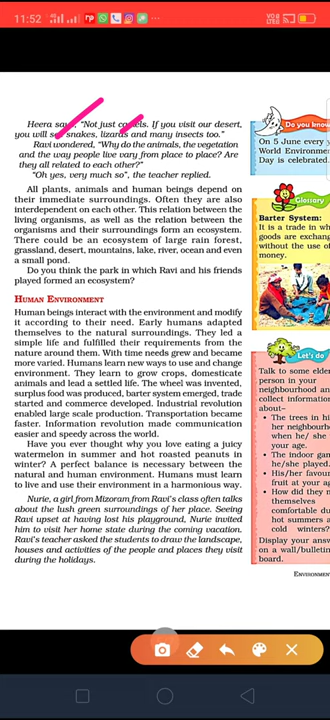 11:52
Heera says, "Not just camels. If you visit our desert,
you will see snakes, lizards and many insects too."
Ravi wondered, "Why do the animals, the vegetation
and the way people live vary from place to place? Are
they all related to each other?"
"Oh yes, very much so", the teacher replied.
All plants, animals and human beings depend on
their immediate surroundings. Often they are also
interdependent on each other. This relation between the
living organisms, as well as the relation between the
organisms and their surroundings form an ecosystem.
There could be an ecosystem of large rain forest,
grassland, desert, mountains, lake, river, ocean and even
a small pond.
Do you think the park in which Ravi and his friends
played formed an ecosystem?
HUMAN ENVIRONMENT
Human beings interact with the environment and modify
it according to their need. Early humans adapted
themselves to the natural surroundings. They led a
simple life and fulfilled their requirements from the
nature around them. With time needs grew and became
more varied. Humans learn new ways to use and change
environment. They learn to grow crops, domesticate
animals and lead a settled life. The wheel was invented,
surplus food was produced, barter system emerged, trade
started and commerce developed. Industrial revolution
enabled large scale production. Transportation became
faster. Information revolution made communication
easier and speedy across the world.
Have you ever thought why you love eating a juicy
watermelon in summer and hot roasted peanuts in
winter? A perfect balance is necessary between the
natural and human environment. Humans must learn
to live and use their environment in a harmonious way.
Nurie, a girl from Mizoram from Ravi's class often talks
about the lush green surroundings of her place. Seeing
Ravi upset at having lost his playground, Nurie invited
him to visit her home state during the coming vacation.
Ravi's teacher asked the students to draw the landscape,
houses and activities of the people and places they visit
during the holidays.
Do you know
On 5 June every y
World Environmen
Day is celebrated.
Glossary
Barter System:
It is a trade in wh
goods are exchan
without the use of
money.
Let's do
Talk to some elder
person in your
neighbourhood an
collect information
about–
• The trees in hi
her neighbourh
when he/ she
your age.
• The indoor gam
he/she played.
• His/her favour
fruit at your ag
• How did they m
themselves
comfortable du
hot summers a
cold winters?
Display your answ
on a wall/bulletin
board.
ENVIRONMEN